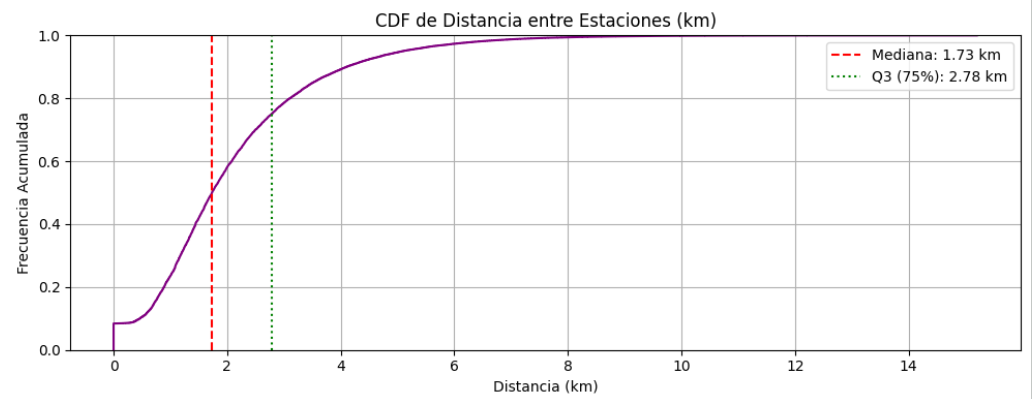 CDF de Distancia entre Estaciones (km)
1.0
0.8
0.6
0.4
0.2
0.0
Frecuencia Acumulada
Mediana: 1.73 km
Q3 (75%): 2.78 km
0 2 4 6 8 10 12 14
Distancia (km)